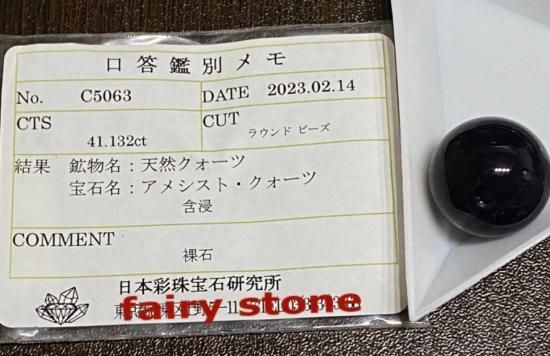 口答鑑別メモ
No. C5063 DATE 2023.02.14
CTS 41.132ct CUT ラウンド ビーズ
結果 鉱物名：天然クォーツ
宝石名：アメシスト・クォーツ
含浸
COMMENT 裸石
日本彩珠宝石研究所
fairy stone